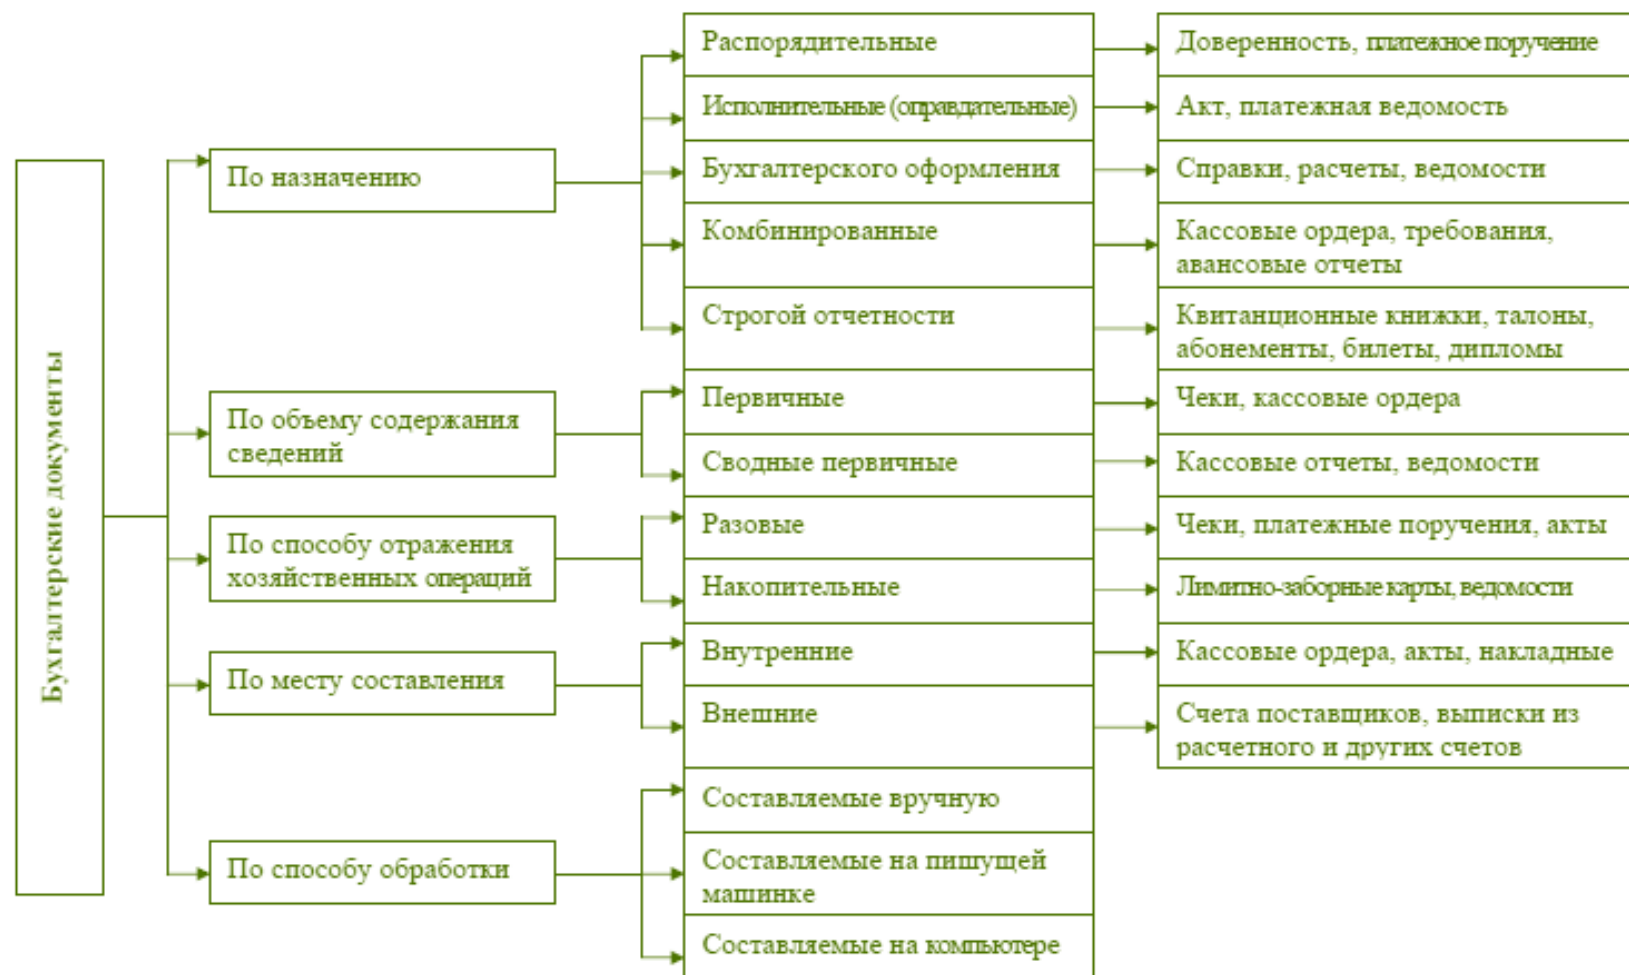 Бухгалтерские документы
По назначению
Распорядительные
Доверенность, платежное поручение
Исполнительные (оправдательные)
Акт, платежная ведомость
Бухгалтерского оформления
Справки, расчеты, ведомости
Комбинированные
Кассовые ордера, требования,
авансовые отчеты
Строгой отчетности
Квитанционные книжки, талоны,
абонементы, билеты, дипломы
По объему содержания
сведений
Первичные
Чеки, кассовые ордера
Сводные первичные
Кассовые отчеты, ведомости
По способу отражения
хозяйственных операций
Разовые
Чеки, платежные поручения, акты
Накопительные
Лимитно-заборные карты, ведомости
По месту составления
Внутренние
Кассовые ордера, акты, накладные
Внешние
Счета поставщиков, выписки из
расчетного и других счетов
По способу обработки
Составляемые вручную
Составляемые на пишущей
машинке
Составляемые на компьютере